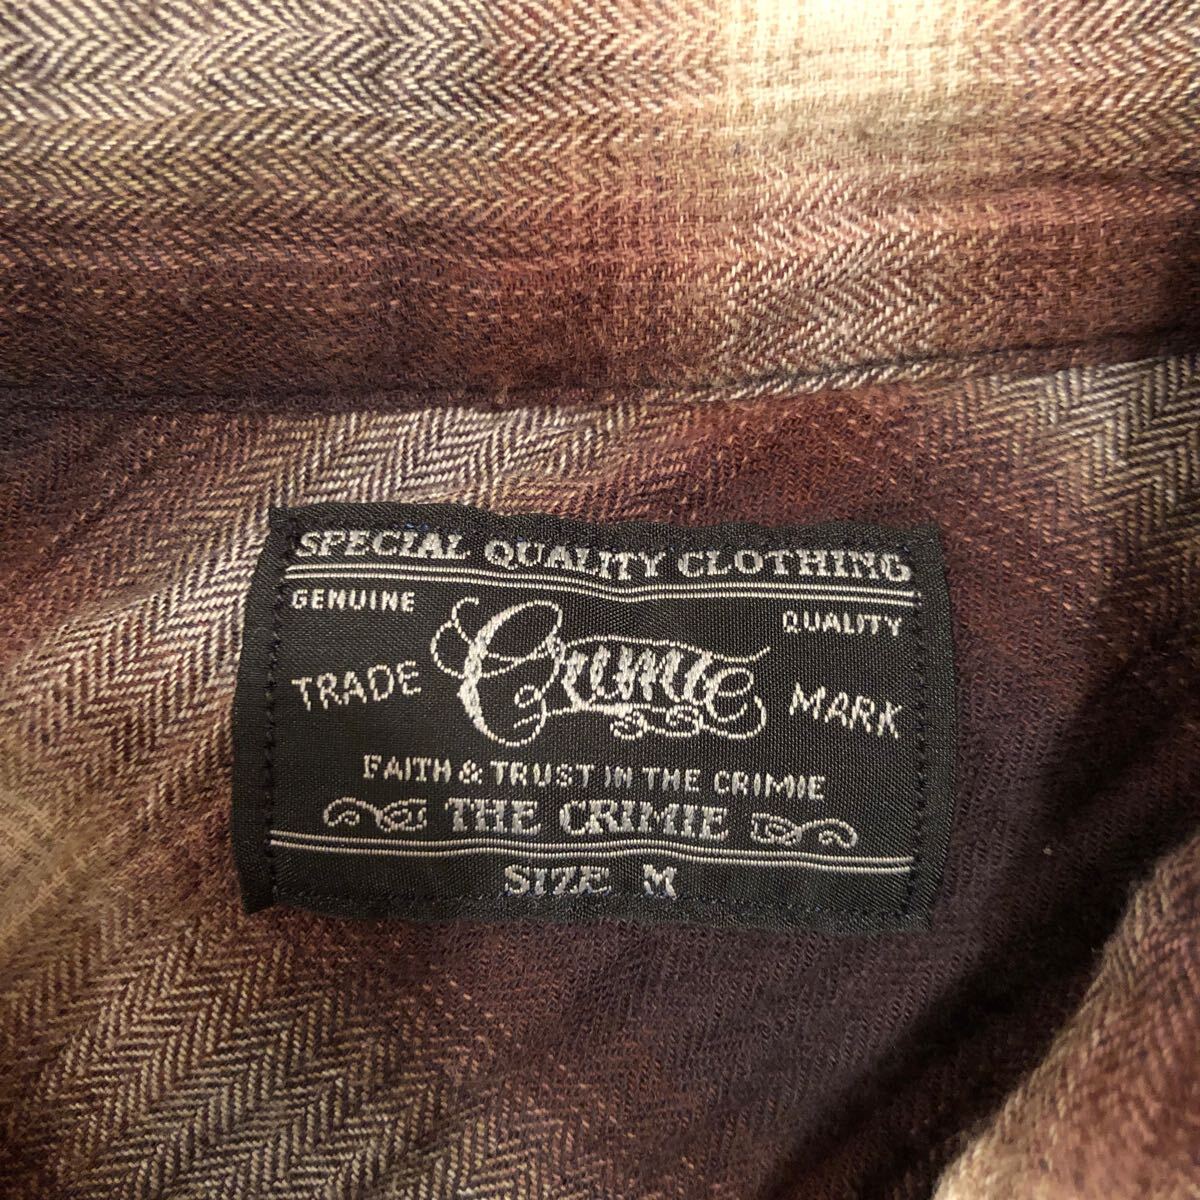 SPECIAL QUALITY CLOTHING
GENUINE QUALITY
TRADE Crimie MARK
FAITH & TRUST IN THE CRIMIE
THE CRIMIE
SIZE M